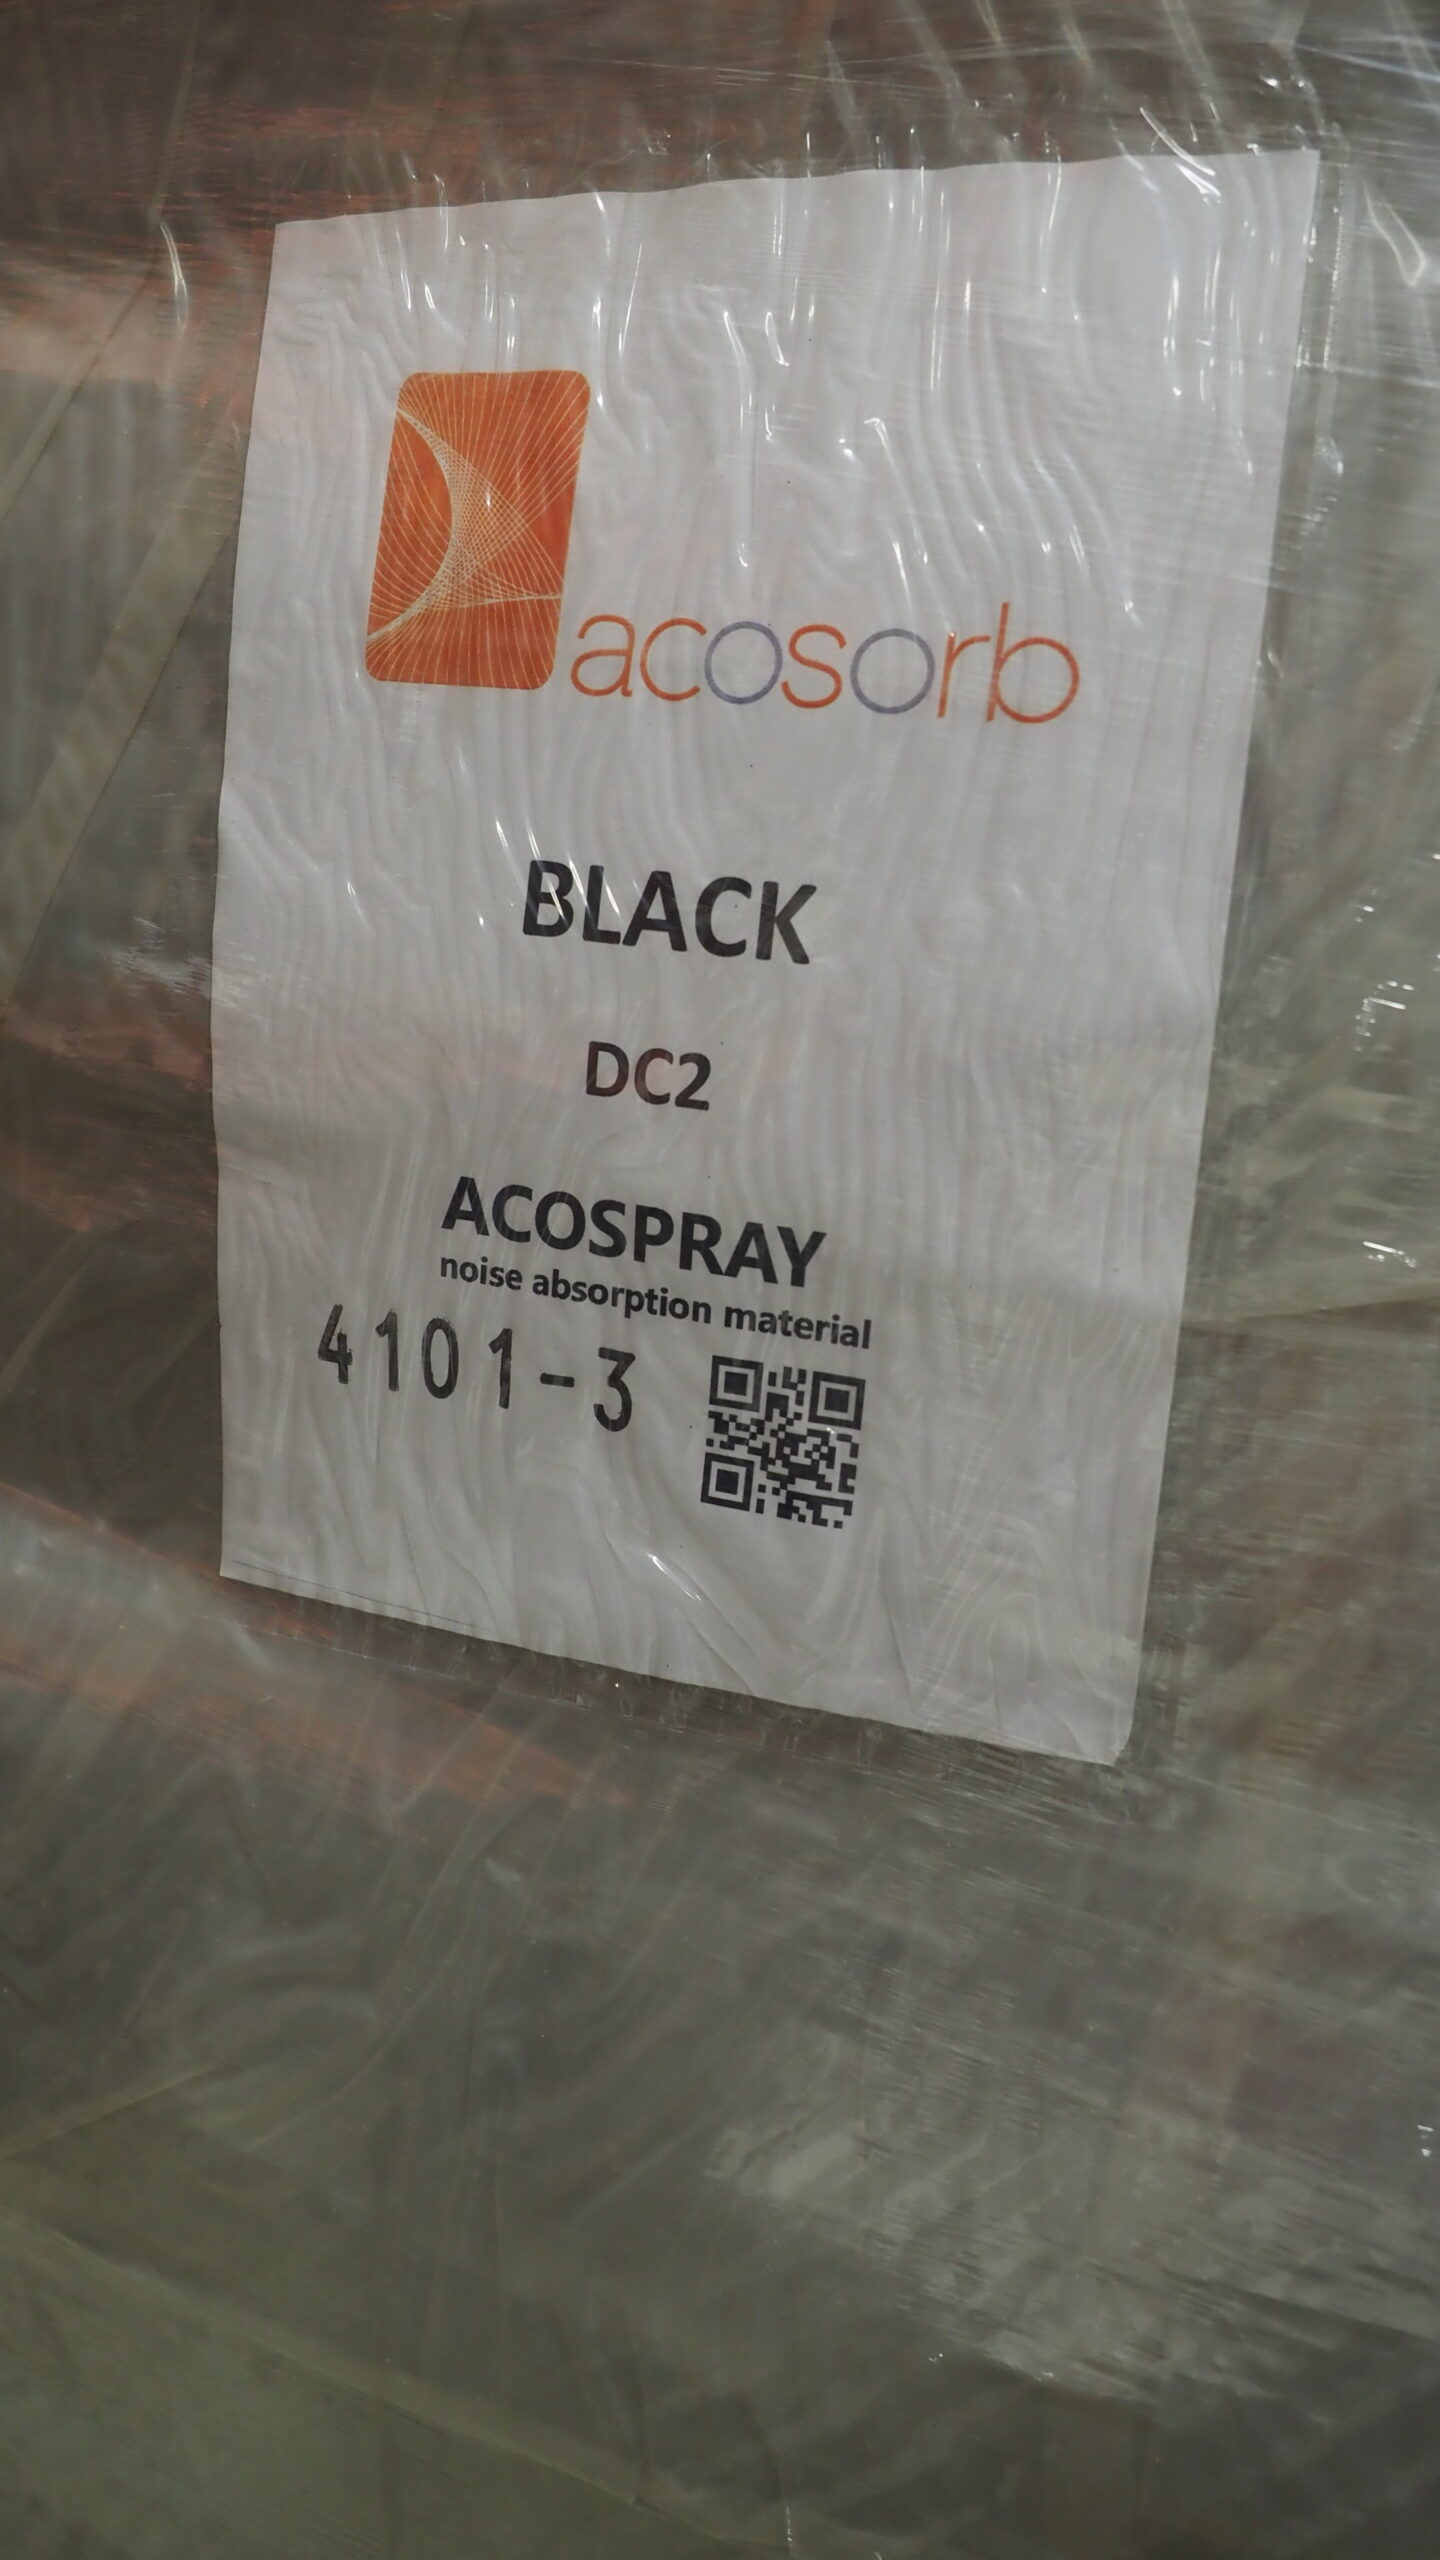 acosorb
BLACK
DC2
ACOSPRAY
noise absorption material
4101-3